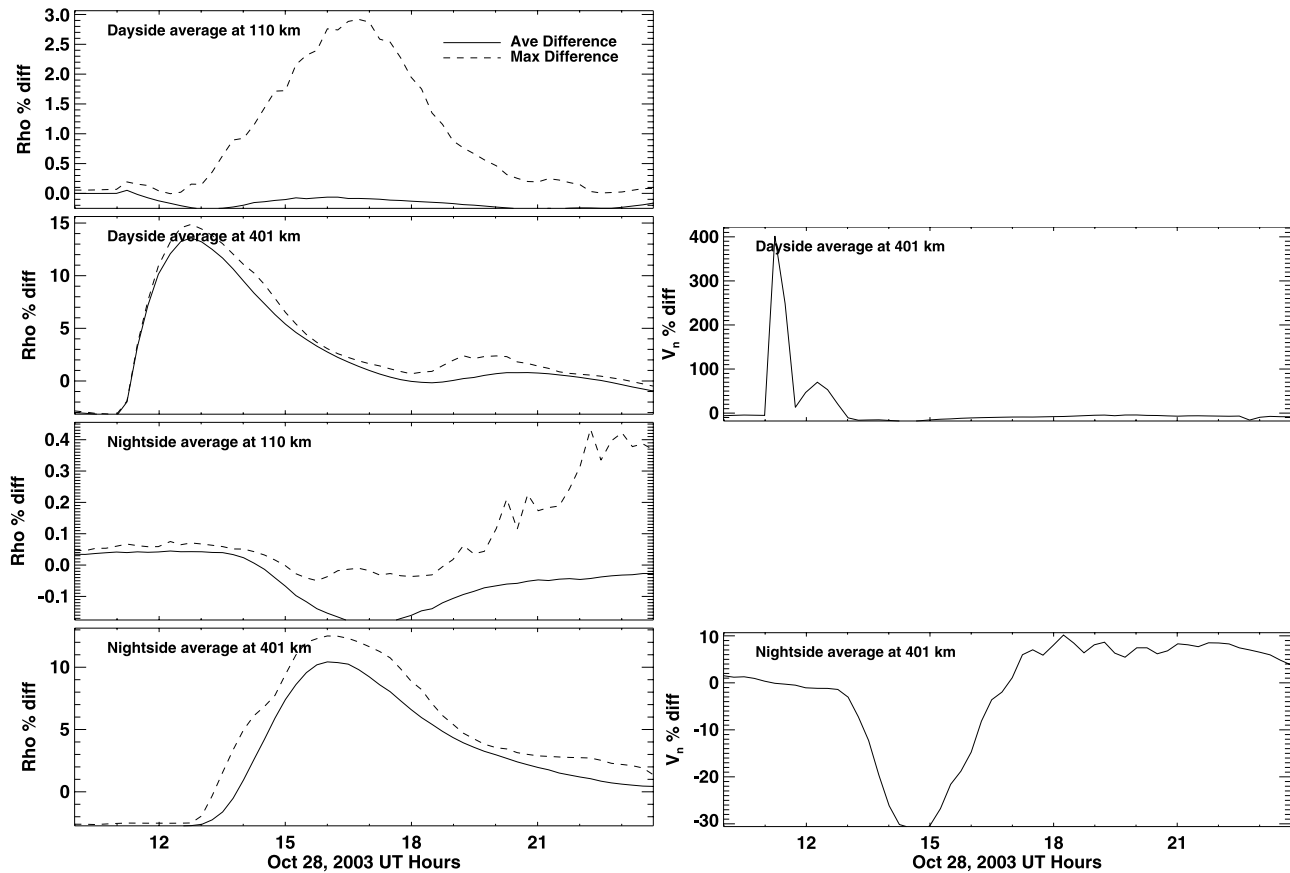 Dayside average at 110 km
Ave Difference
Max Difference
Rho % diff
3.0
2.5
2.0
1.5
1.0
0.5
0.0
Dayside average at 401 km
Rho % diff
15
10
5
0
Nightside average at 110 km
Rho % diff
0.4
0.3
0.2
0.1
0.0
-0.1
Nightside average at 401 km
Rho % diff
10
5
0
12 15 18 21
Oct 28, 2003 UT Hours
Dayside average at 401 km
Vn % diff
400
300
200
100
0
Nightside average at 401 km
Vn % diff
10
0
-10
-20
-30
12 15 18 21
Oct 28, 2003 UT Hours